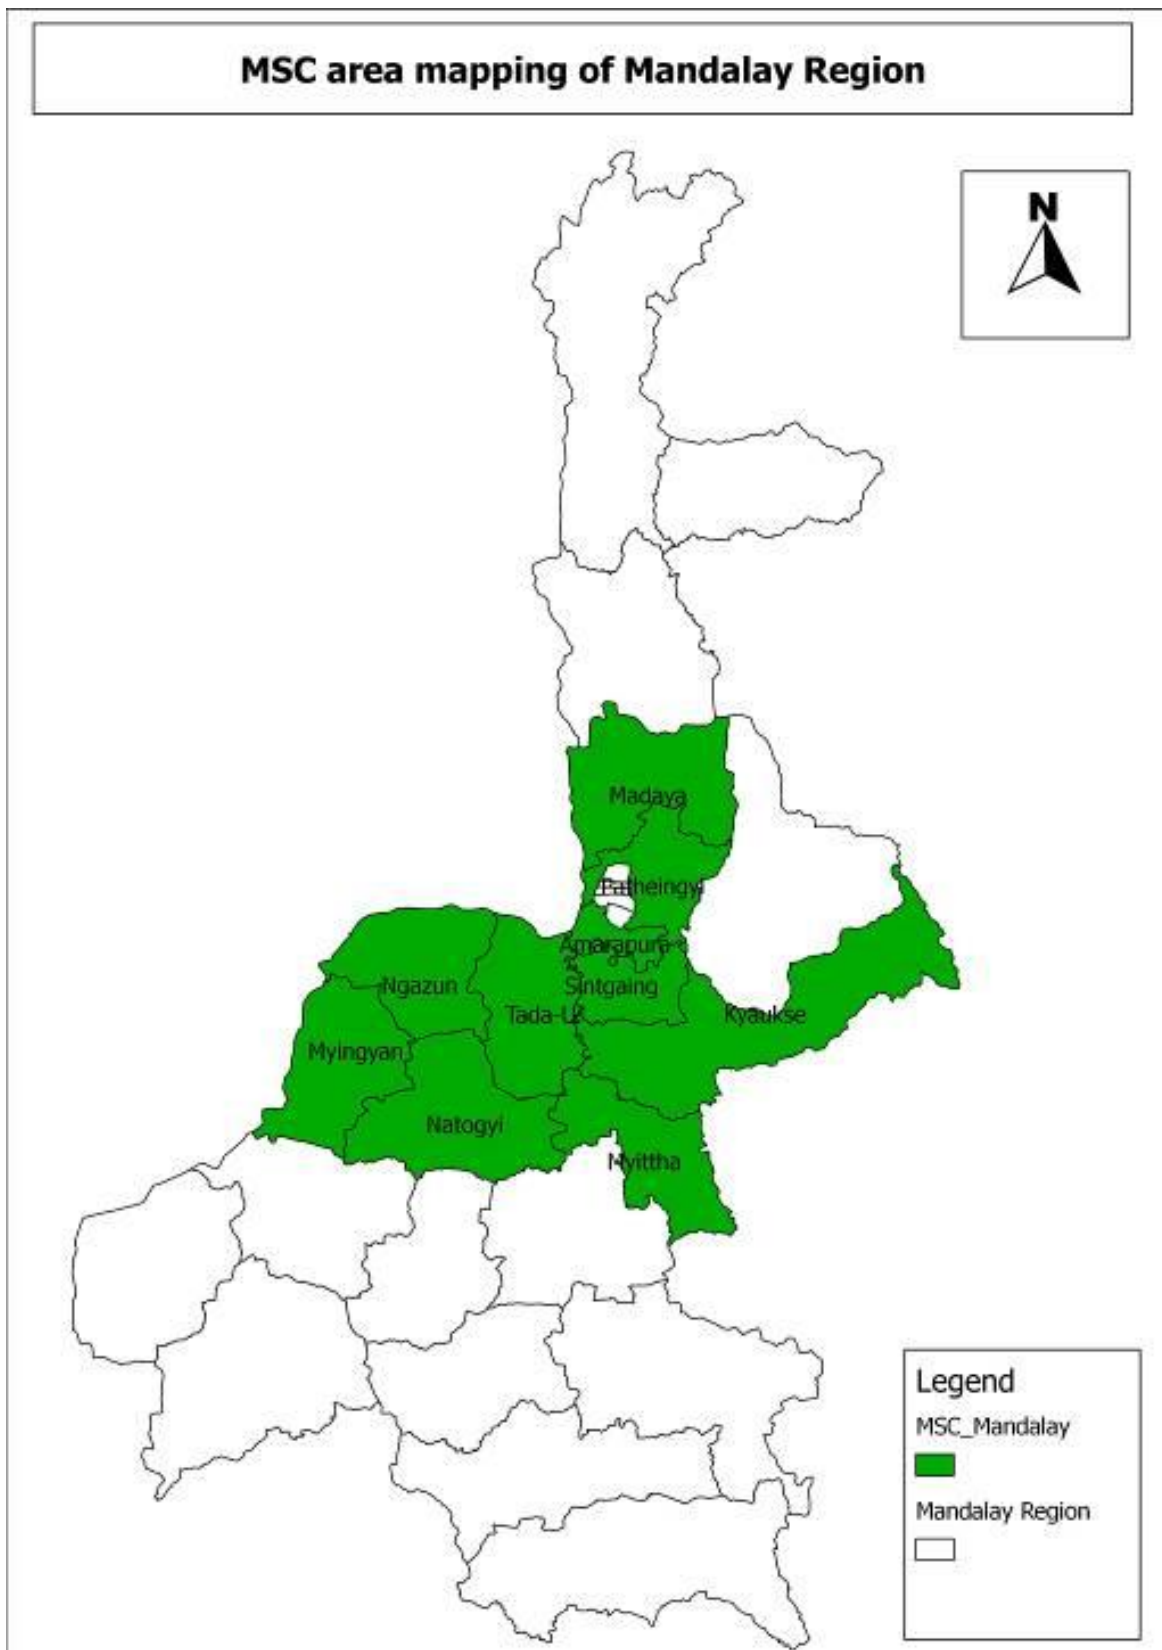 MSC area mapping of Mandalay Region
N
Madaya
Patheingyi
Amarapura
Ngazun
Sintgaing
Tada-U
Kyaukse
Myingyan
Natogyi
Myittha
Legend
MSC_Mandalay
Mandalay Region